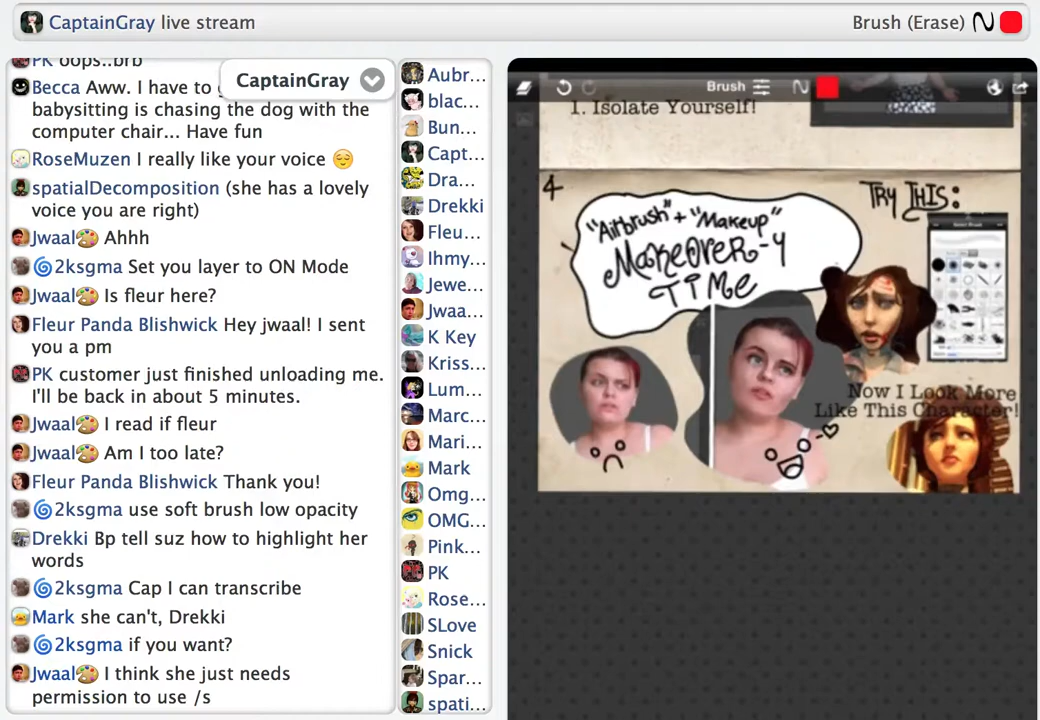 CaptainGray live stream
Brush (Erase)
PK oops..brb
CaptainGray
Becca Aww. I have to
babysitting is chasing the dog with the
computer chair... Have fun
RoseMuzen I really like your voice 😌
spatialDecomposition (she has a lovely
voice you are right)
Jwaal🎨 Ahhh
🌀2ksgma Set you layer to ON Mode
Jwaal🎨 Is fleur here?
Fleur Panda Blishwick Hey jwaal! I sent
you a pm
PK customer just finished unloading me.
I'll be back in about 5 minutes.
Jwaal🎨 I read if fleur
Jwaal🎨 Am I too late?
Fleur Panda Blishwick Thank you!
🌀2ksgma use soft brush low opacity
Drekki Bp tell suz how to highlight her
words
🌀2ksgma Cap I can transcribe
Mark she can't, Drekki
🌀2ksgma if you want?
Jwaal🎨 I think she just needs
permission to use /s
Aubr...
blac...
Bun...
Capt...
Dra...
Drekki
Fleu...
Ihmy...
Jewe...
Jwaa...
K Key
Kriss...
Lum...
Marc...
Mari...
Mark
Omg...
OMG...
Pink...
PK
Rose...
SLove
Snick
Spar...
spati...
Brush
1. Isolate Yourself!
4
"Airbrush" + "Makeup"
Makeover-y
Time
Try This:
Now I Look More
Like This Character!